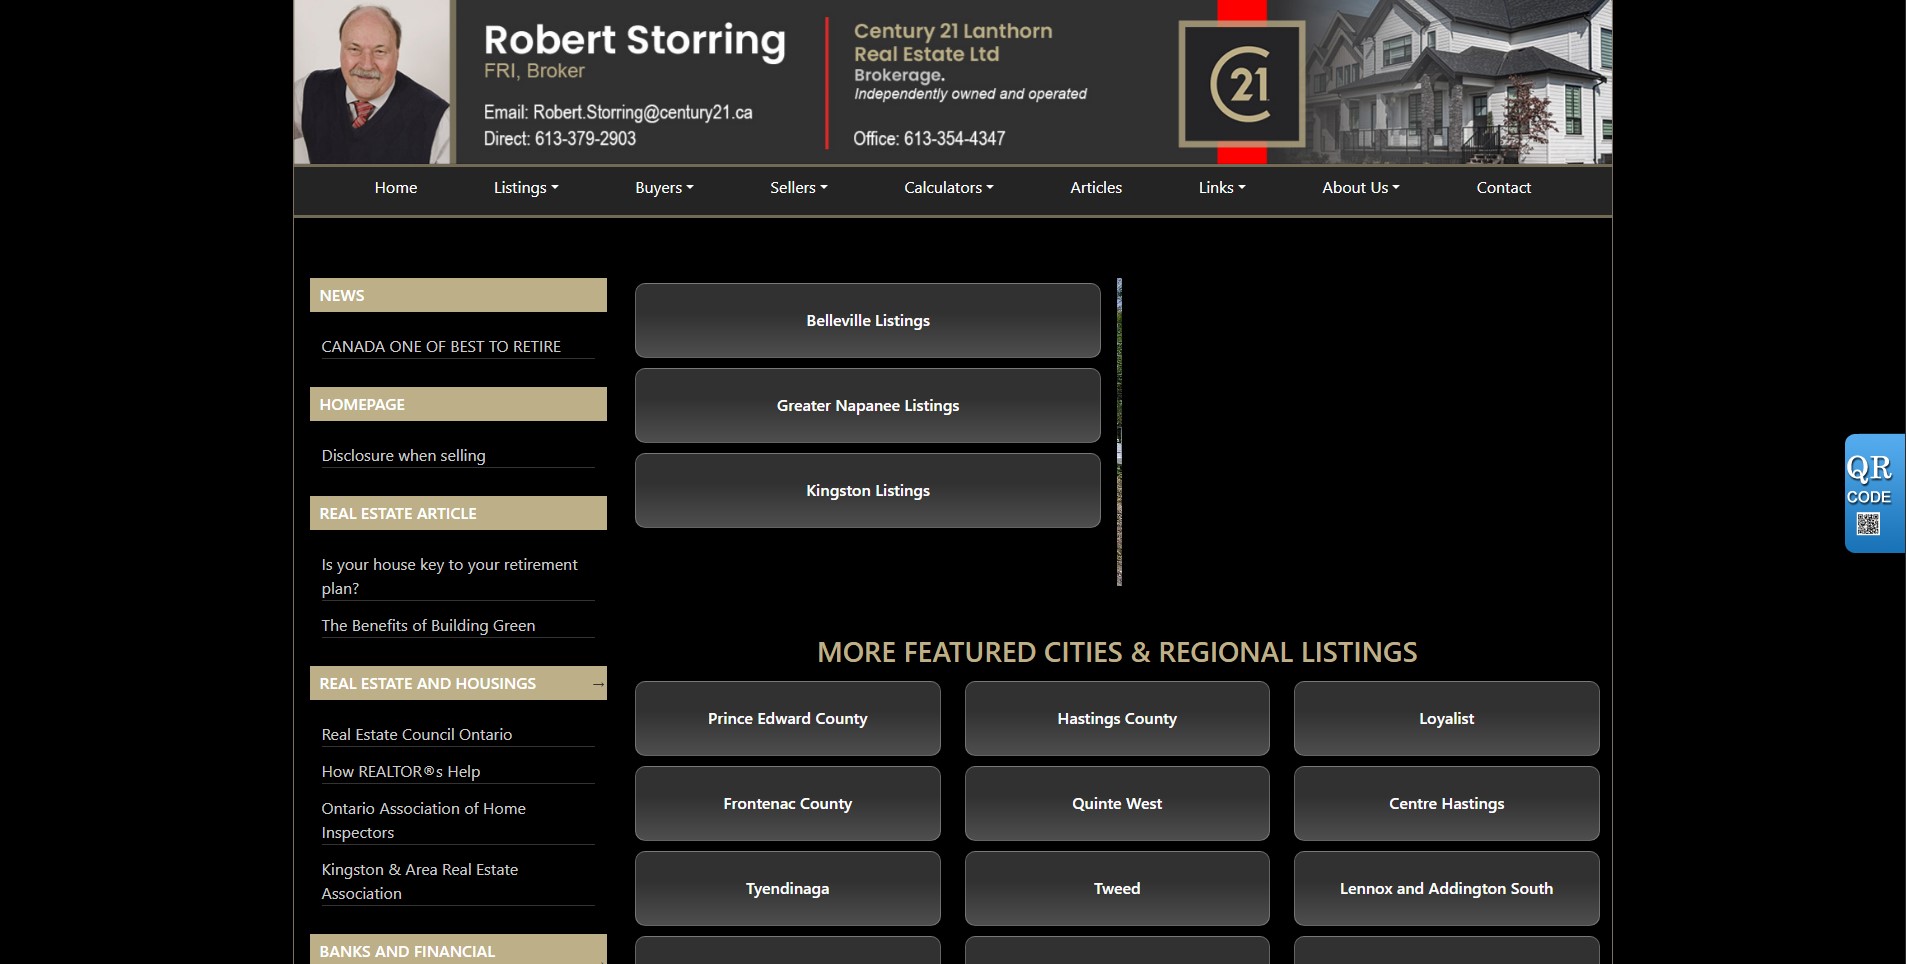 Robert Storring
FRI, Broker
Email: Robert.Storring@century21.ca
Direct: 613-379-2903
Century 21 Lanthorn
Real Estate Ltd
Brokerage.
Independently owned and operated
Office: 613-354-4347
C21
Home
Listings
Buyers
Sellers
Calculators
Articles
Links
About Us
Contact
NEWS
CANADA ONE OF BEST TO RETIRE
HOMEPAGE
Disclosure when selling
REAL ESTATE ARTICLE
Is your house key to your retirement
plan?
The Benefits of Building Green
REAL ESTATE AND HOUSINGS →
Real Estate Council Ontario
How REALTOR®s Help
Ontario Association of Home
Inspectors
Kingston & Area Real Estate
Association
BANKS AND FINANCIAL
Belleville Listings
Greater Napanee Listings
Kingston Listings
MORE FEATURED CITIES & REGIONAL LISTINGS
Prince Edward County
Hastings County
Loyalist
Frontenac County
Quinte West
Centre Hastings
Tyendinaga
Tweed
Lennox and Addington South
QR
CODE